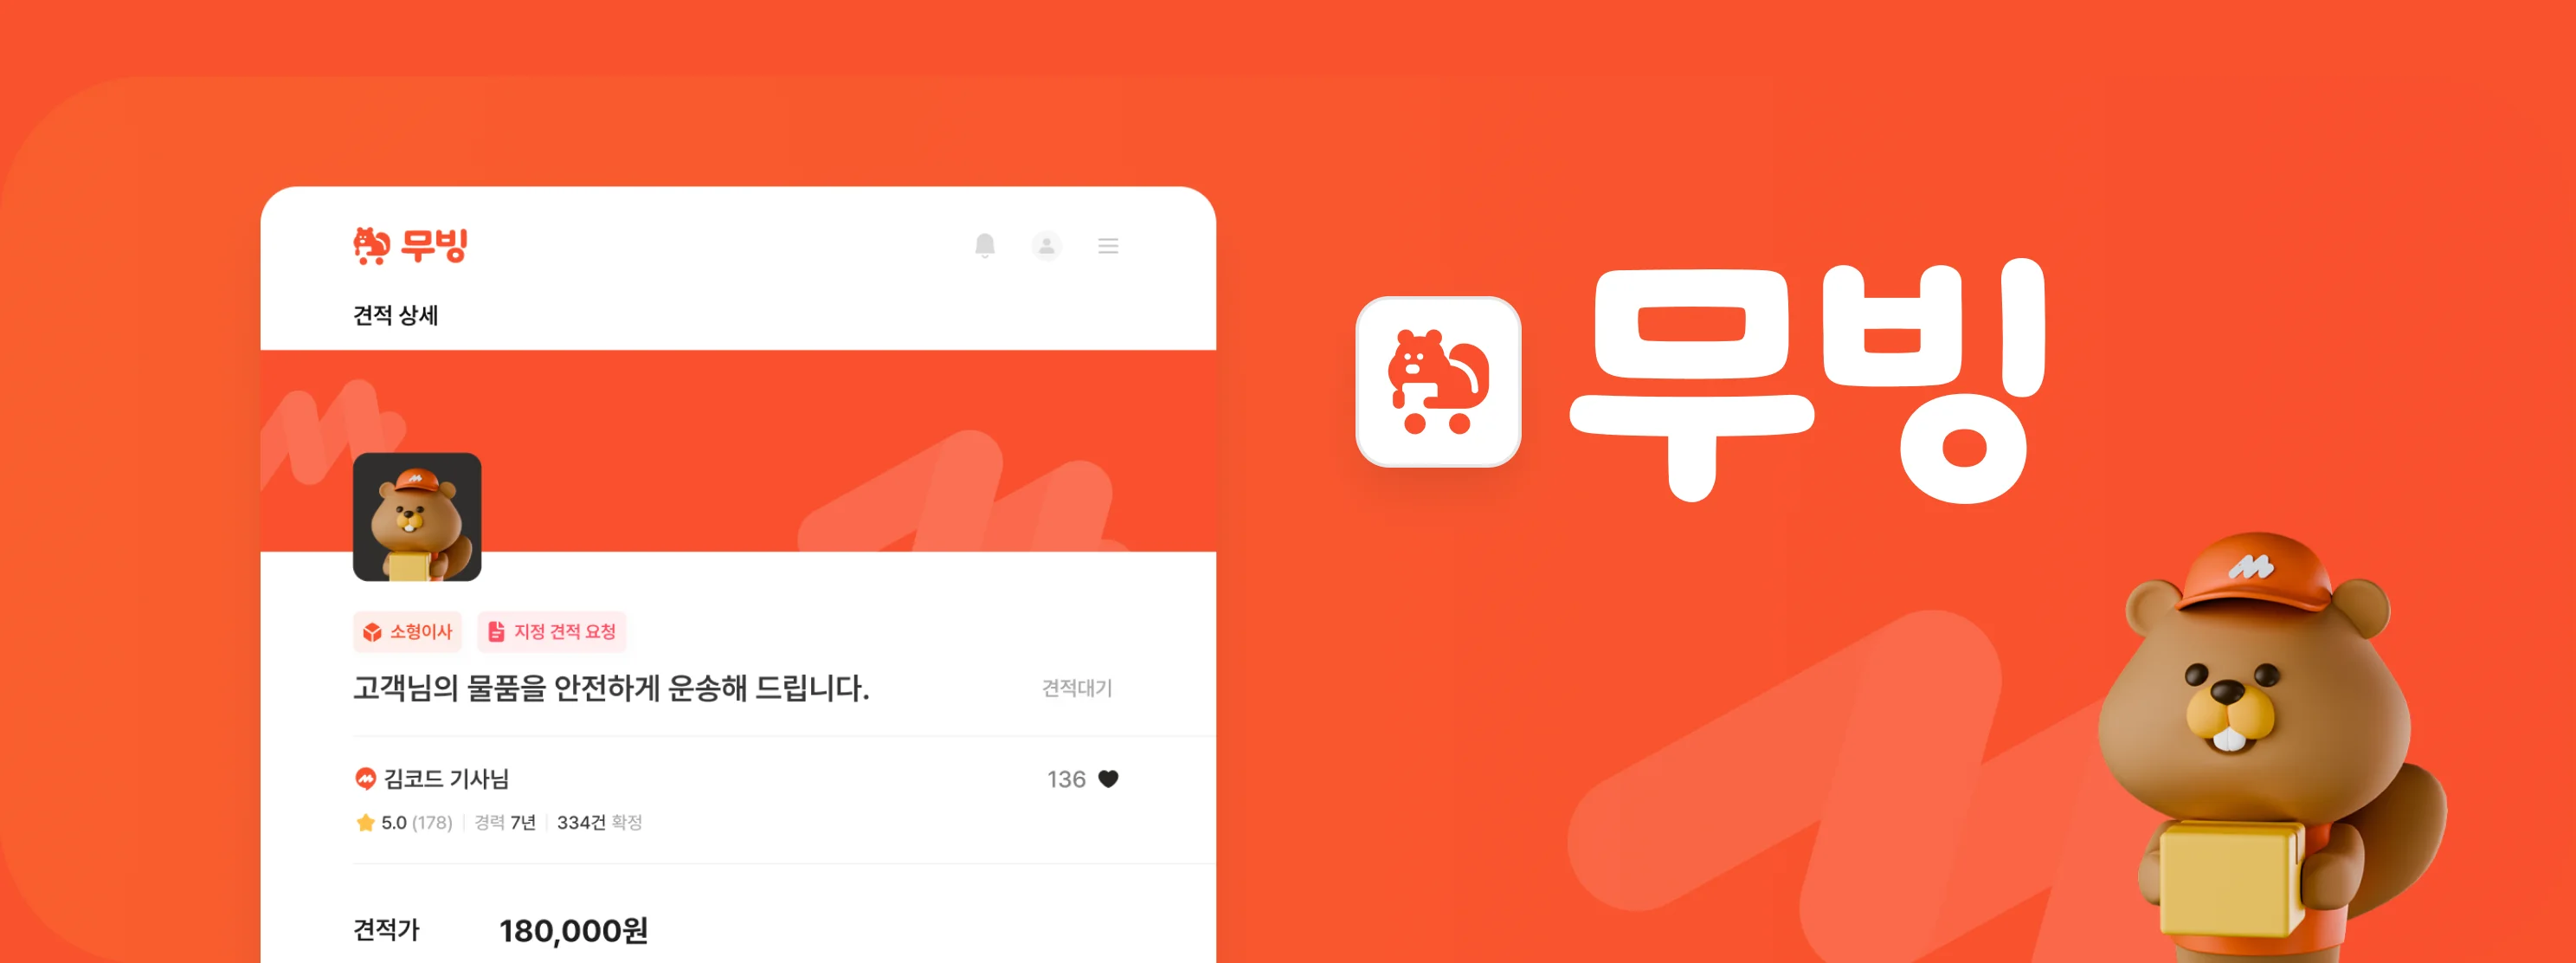 무빙
견적 상세
소형이사 지정 견적 요청
고객님의 물품을 안전하게 운송해 드립니다. 견적대기
김코드 기사님 136
5.0 (178) 경력 7년 334건 확정
견적가 180,000원
무빙